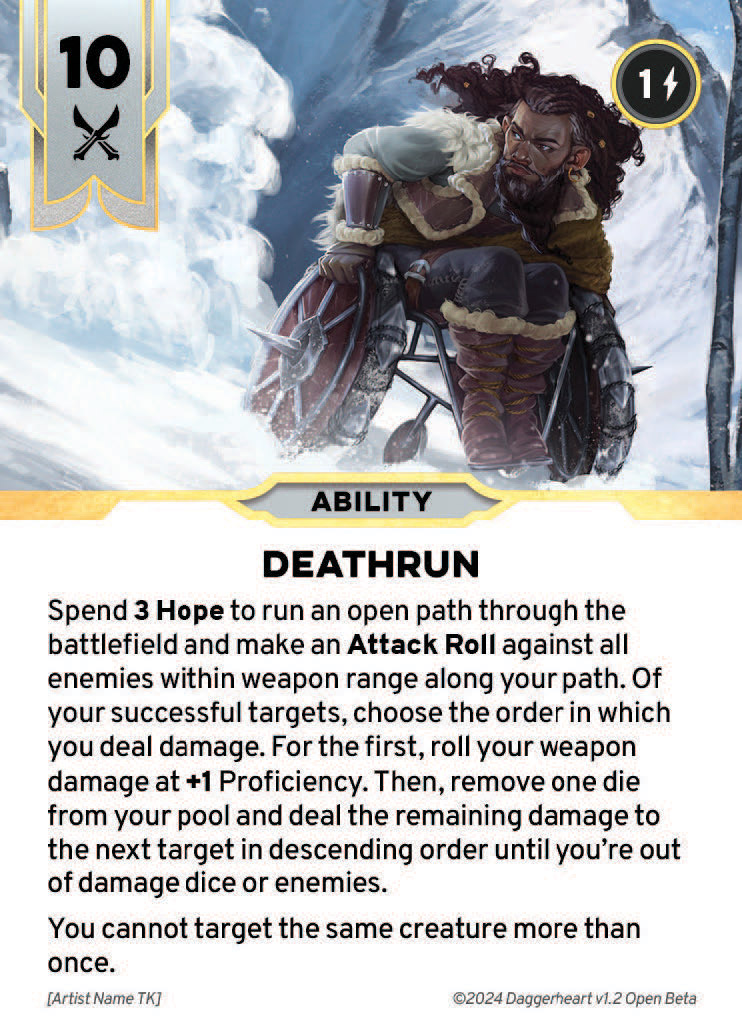 10
1
ABILITY
DEATHRUN
Spend 3 Hope to run an open path through the
battlefield and make an Attack Roll against all
enemies within weapon range along your path. Of
your successful targets, choose the order in which
you deal damage. For the first, roll your weapon
damage at +1 Proficiency. Then, remove one die
from your pool and deal the remaining damage to
the next target in descending order until you’re out
of damage dice or enemies.
You cannot target the same creature more than
once.
[Artist Name TK]
©2024 Daggerheart v1.2 Open Beta